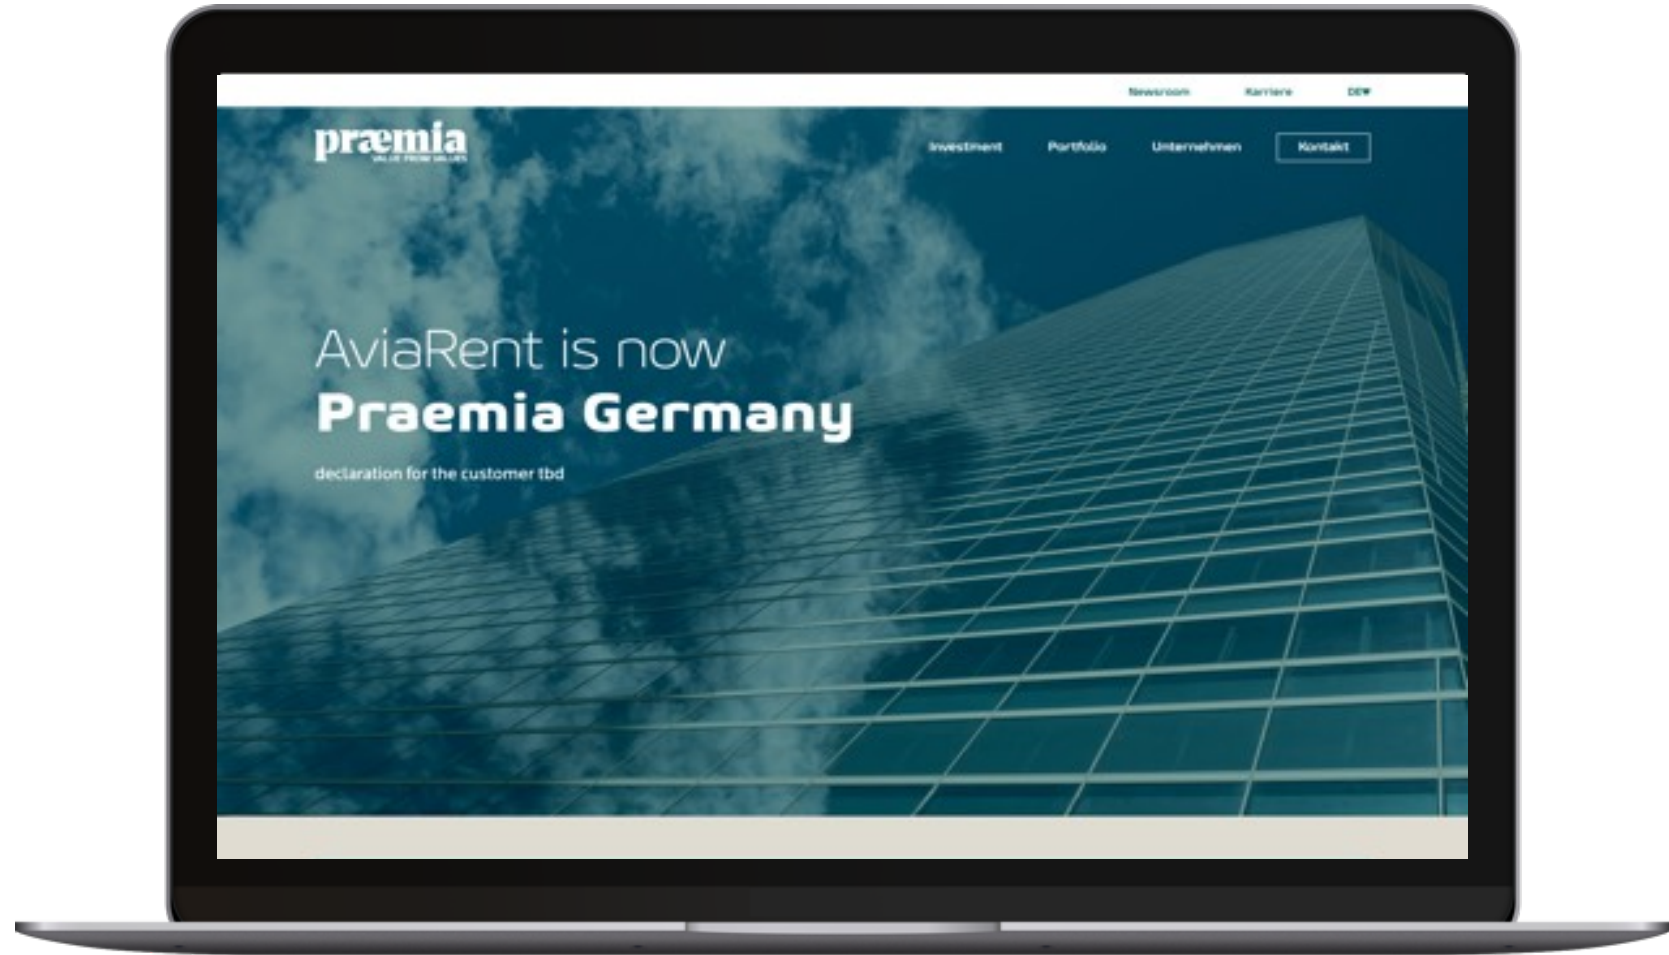 Newsroom Karriere DE
præmia
VALUE FROM VALUES
Investment Portfolio Unternehmen Kontakt
AviaRent is now
Praemia Germany
declaration for the customer tbd